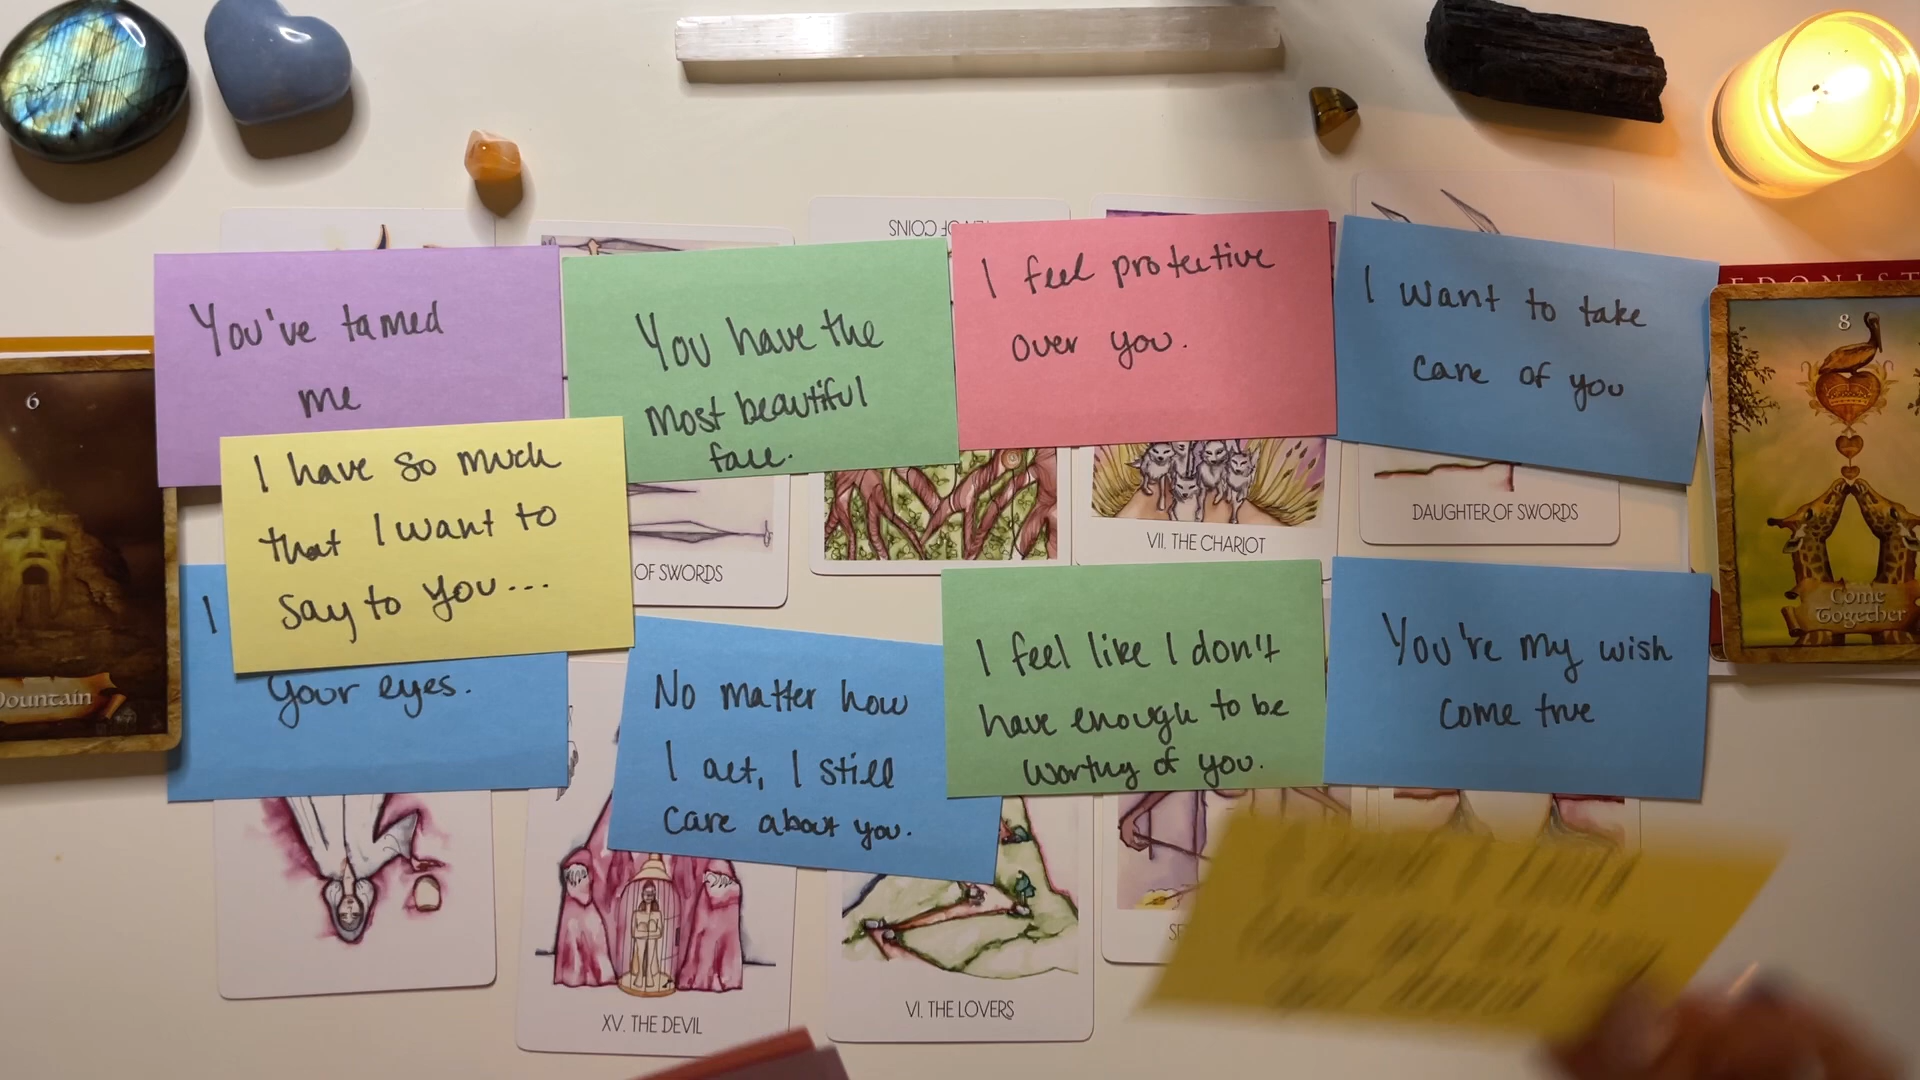 You've tamed
me
You have the
most beautiful
face.
I feel protective
over you.
I want to take
care of you
I have so much
that I want to
say to you...
I
your eyes.
No matter how
I act, I still
care about you.
I feel like I don't
have enough to be
worthy of you.
You're my wish
come true
OF COINS
OF SWORDS
VII. THE CHARIOT
DAUGHTER OF SWORDS
XV. THE DEVIL
VI. THE LOVERS
6
8
Come
Together